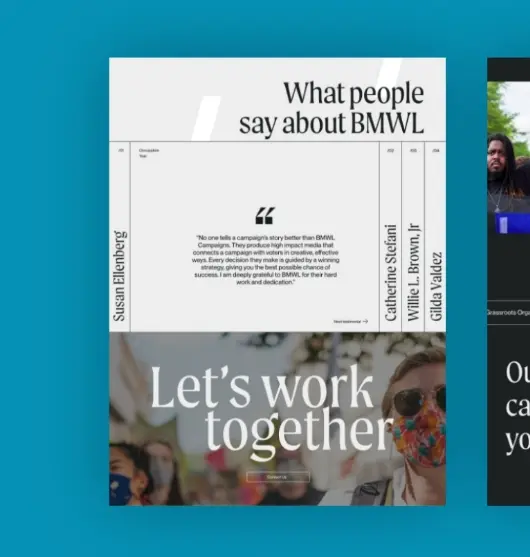 What people
say about BMWL
/01
/02
/03
/04
Susan Ellenberg
“
"No one tells a campaign's story better than BMWL
Campaigns. They produce high impact media that
connects a campaign with voters in creative, effective
ways. Every decision they make is guided by a winning
strategy, giving you the best possible chance of
success. I am deeply grateful to BMWL for their hard
work and dedication."
Next testimonial →
Catherine Stefani
Willie L. Brown, Jr
Gilda Valdez
Let's work
together
Contact us
Grassroots Orga
Ou
ca
yo